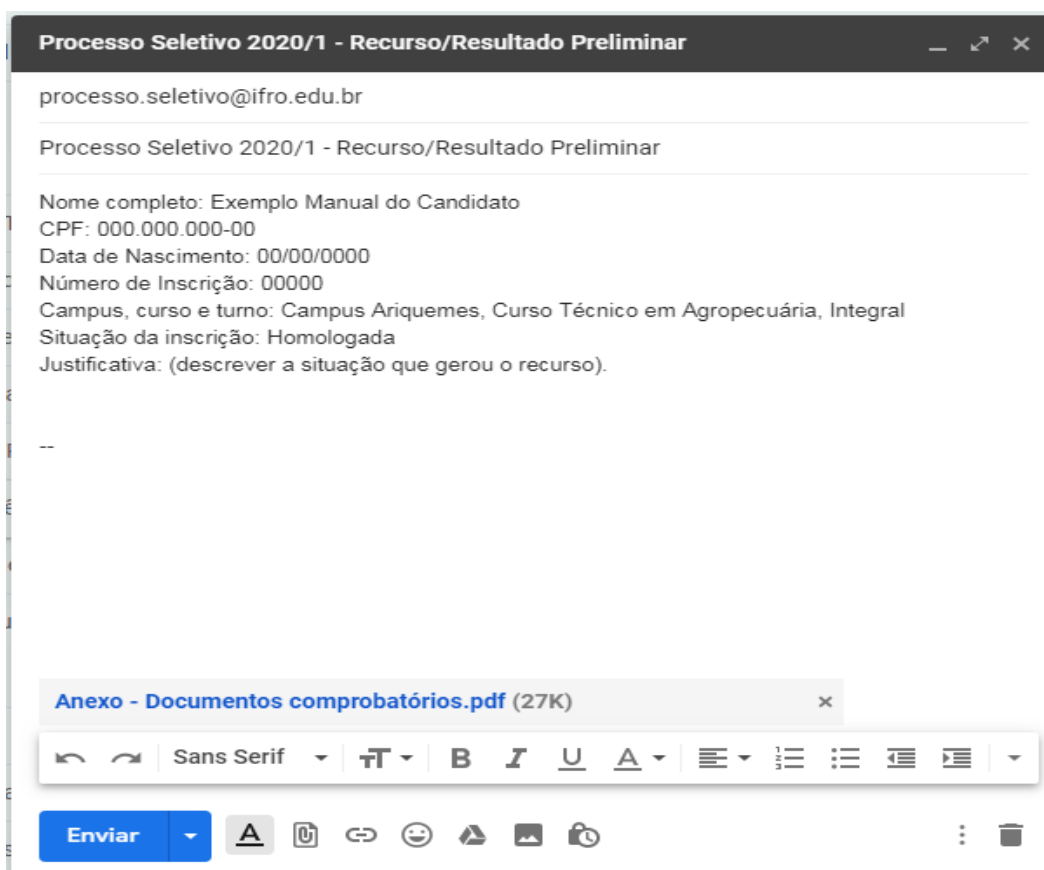 Processo Seletivo 2020/1 - Recurso/Resultado Preliminar
processo.seletivo@ifro.edu.br
Processo Seletivo 2020/1 - Recurso/Resultado Preliminar
Nome completo: Exemplo Manual do Candidato
CPF: 000.000.000-00
Data de Nascimento: 00/00/0000
Número de Inscrição: 00000
Campus, curso e turno: Campus Ariquemes, Curso Técnico em Agropecuária, Integral
Situação da inscrição: Homologada
Justificativa: (descrever a situação que gerou o recurso).
--
Anexo - Documentos comprobatórios.pdf (27K)
Sans Serif
Enviar